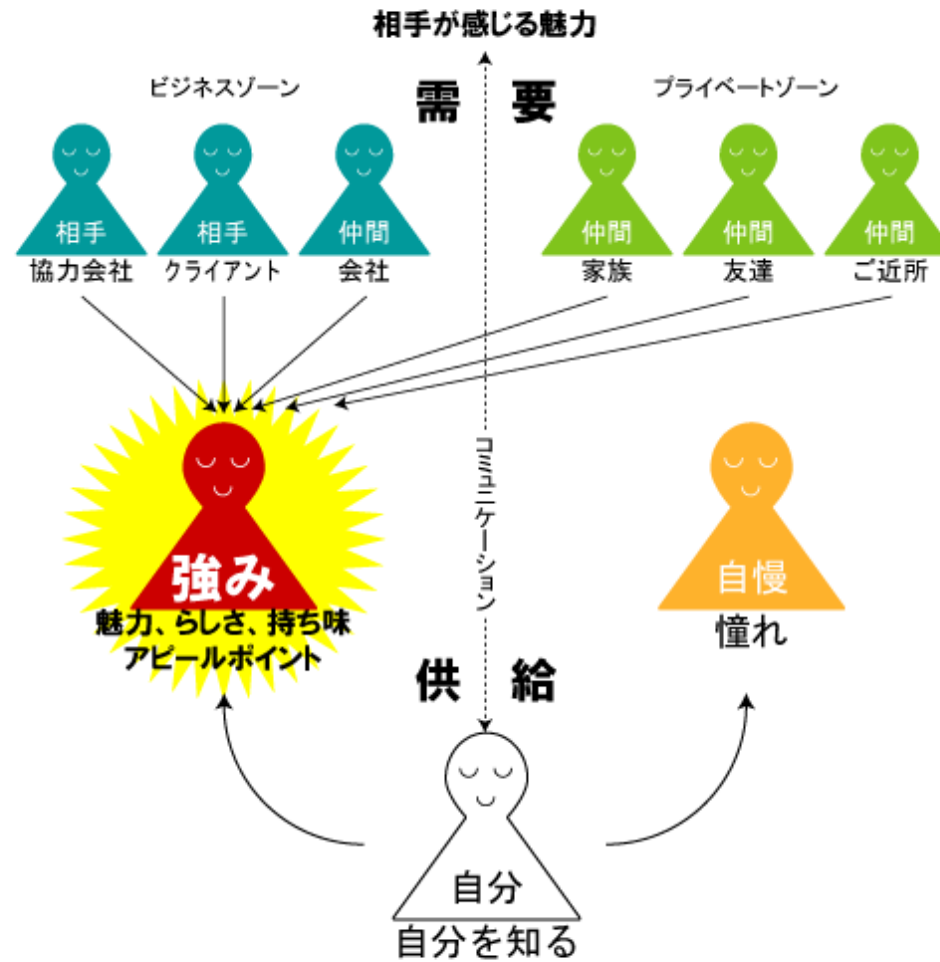 相手が感じる魅力
ビジネスゾーン
需要
プライベートゾーン
相手
相手
仲間
仲間
仲間
仲間
協力会社
クライアント
会社
家族
友達
ご近所
コミュニケーション
強み
魅力、らしさ、持ち味
アピールポイント
自慢
憧れ
供給
自分
自分を知る